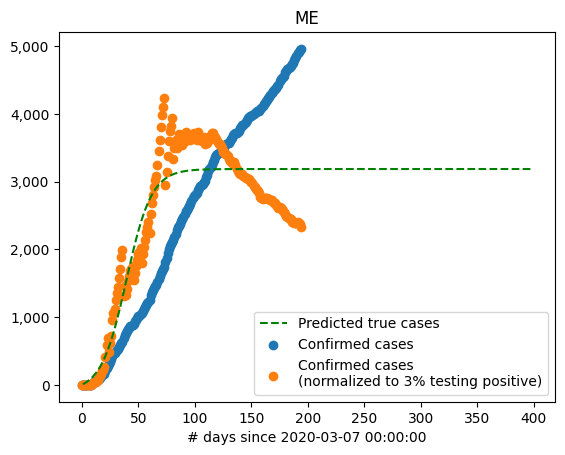 ME
5,000
4,000
3,000
2,000
1,000
0
Predicted true cases
Confirmed cases
Confirmed cases
(normalized to 3% testing positive)
0 50 100 150 200 250 300 350 400
# days since 2020-03-07 00:00:00